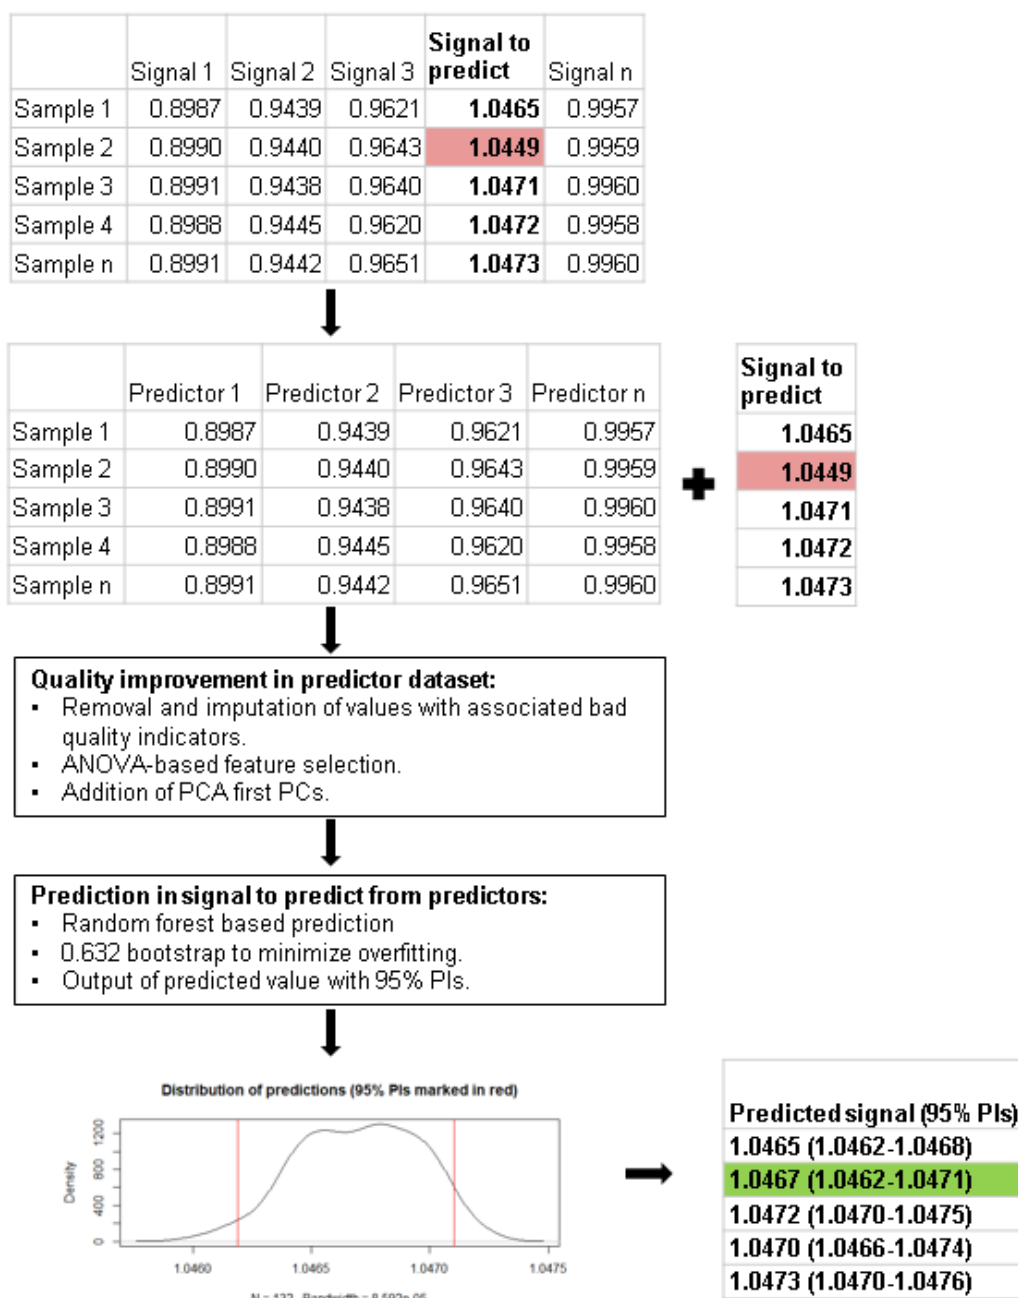 Signal 1 Signal 2 Signal 3 Signal to predict Signal n
Sample 1 0.8987 0.9439 0.9621 1.0465 0.9957
Sample 2 0.8990 0.9440 0.9643 1.0449 0.9959
Sample 3 0.8991 0.9438 0.9640 1.0471 0.9960
Sample 4 0.8988 0.9445 0.9620 1.0472 0.9958
Sample n 0.8991 0.9442 0.9651 1.0473 0.9960
Predictor 1 Predictor 2 Predictor 3 Predictor n
Sample 1 0.8987 0.9439 0.9621 0.9957
Sample 2 0.8990 0.9440 0.9643 0.9959
Sample 3 0.8991 0.9438 0.9640 0.9960
Sample 4 0.8988 0.9445 0.9620 0.9958
Sample n 0.8991 0.9442 0.9651 0.9960
Signal to
predict
1.0465
1.0449
1.0471
1.0472
1.0473
Quality improvement in predictor dataset:
▪ Removal and imputation of values with associated bad
quality indicators.
▪ ANOVA-based feature selection.
▪ Addition of PCA first PCs.
Prediction in signal to predict from predictors:
▪ Random forest based prediction
▪ 0.632 bootstrap to minimize overfitting.
▪ Output of predicted value with 95% PIs.
Distribution of predictions (95% PIs marked in red)
Density
1200
800
400
0
1.0460 1.0465 1.0470 1.0475
N = 132 Bandwidth = 8.592e-05
Predicted signal (95% PIs)
1.0465 (1.0462-1.0468)
1.0467 (1.0462-1.0471)
1.0472 (1.0470-1.0475)
1.0470 (1.0466-1.0474)
1.0473 (1.0470-1.0476)